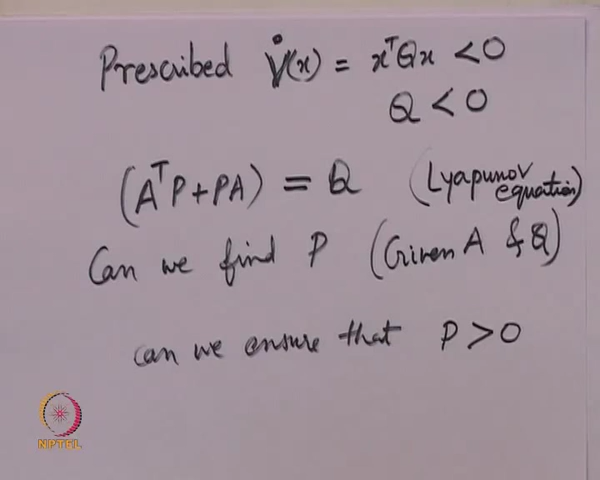 Prescribed V̇(x) = xᵀQx < 0
Q < 0
(AᵀP + PA) = Q (Lyapunov equation)
Can we find P (Given A & Q)
can we ensure that P > 0
NPTEL